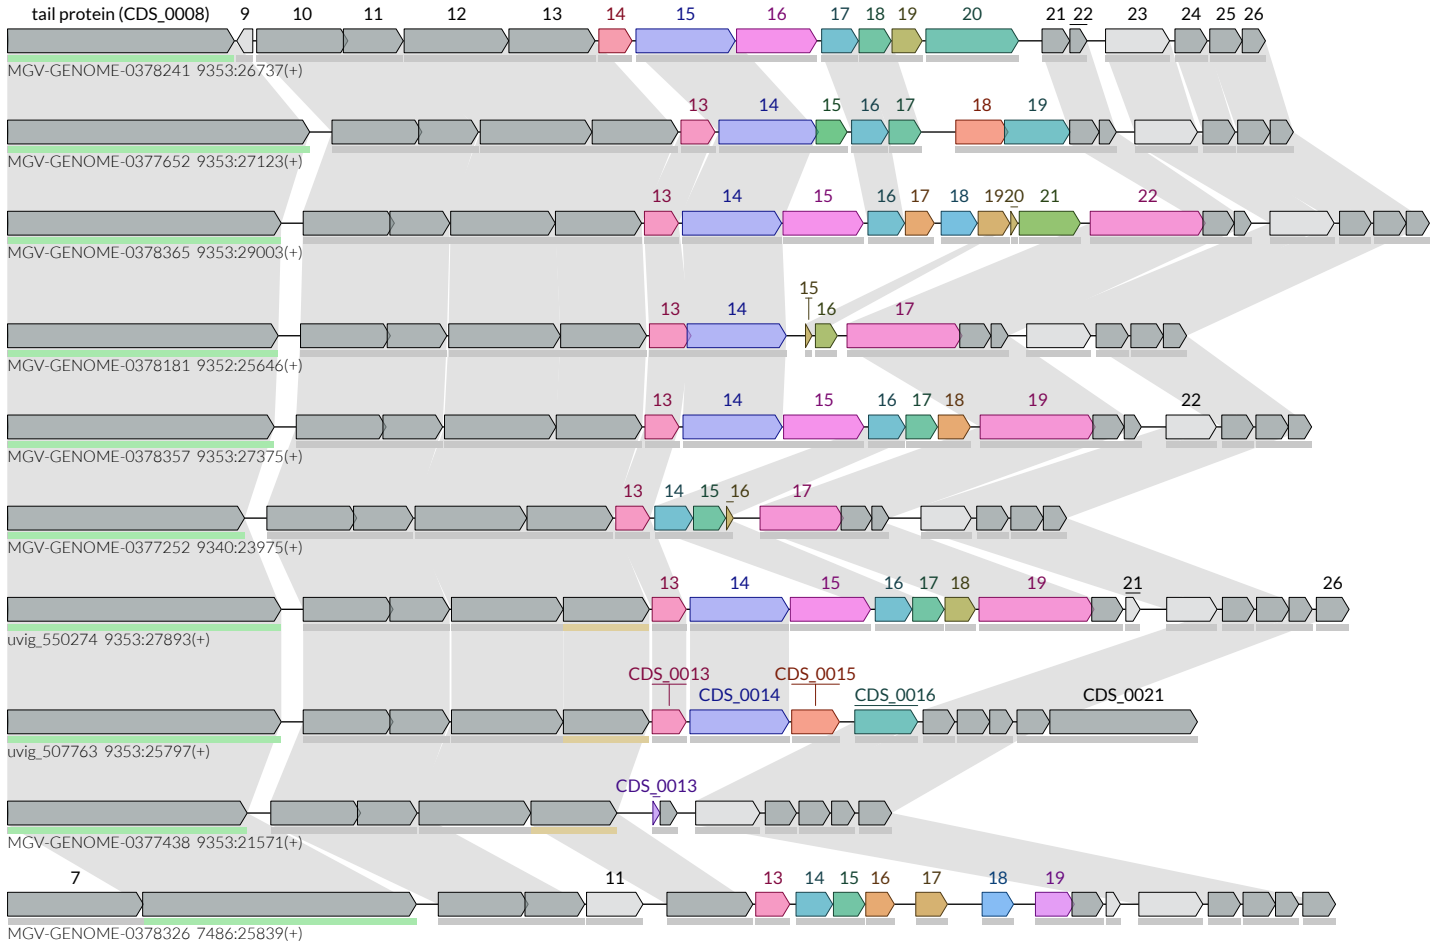 tail protein (CDS_0008) 9 10 11 12 13 14 15 16 17 18 19 20 21 22 23 24 25 26
MGV-GENOME-0378241 9353:26737(+)
13 14 15 16 17 18 19
MGV-GENOME-0377652 9353:27123(+)
13 14 15 16 17 18 19 20 21 22
MGV-GENOME-0378365 9353:29003(+)
13 14 15 16 17
MGV-GENOME-0378181 9352:25646(+)
13 14 15 16 17 18 19 22
MGV-GENOME-0378357 9353:27375(+)
13 14 15 16 17
MGV-GENOME-0377252 9340:23975(+)
13 14 15 16 17 18 19 21 26
uvig_550274 9353:27893(+)
CDS_0013 CDS_0015
CDS_0014 CDS_0016 CDS_0021
uvig_507763 9353:25797(+)
CDS_0013
MGV-GENOME-0377438 9353:21571(+)
7 11 13 14 15 16 17 18 19
MGV-GENOME-0378326 7486:25839(+)